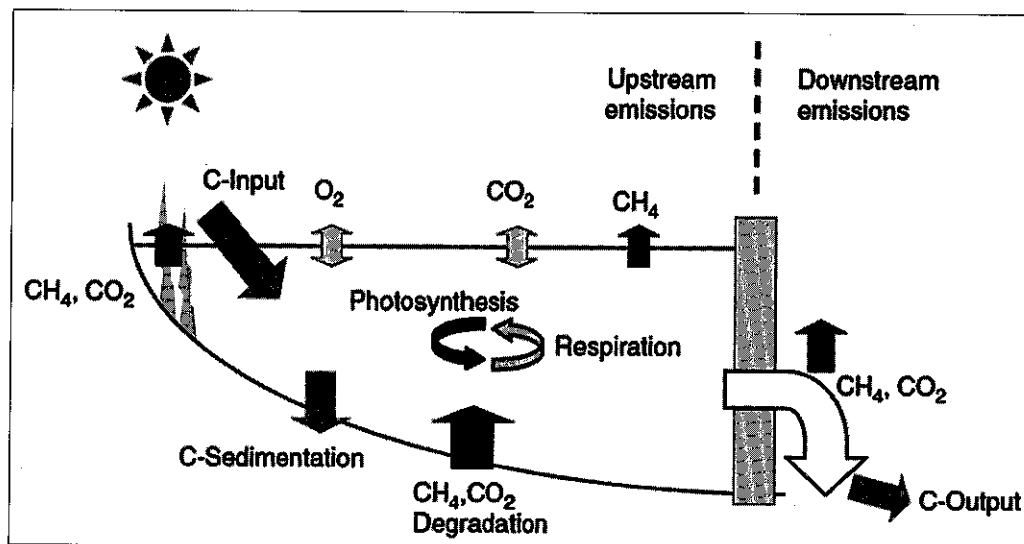 Upstream
emissions
Downstream
emissions
C-Input
O₂
CO₂
CH₄
CH₄, CO₂
Photosynthesis
Respiration
CH₄, CO₂
C-Sedimentation
CH₄,CO₂
Degradation
C-Output